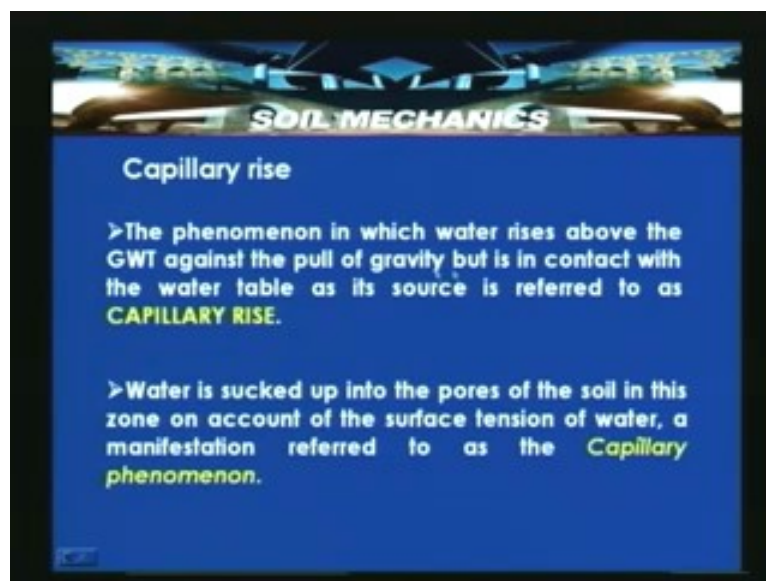 SOIL MECHANICS
Capillary rise
➢The phenomenon in which water rises above the
GWT against the pull of gravity but is in contact with
the water table as its source is referred to as
CAPILLARY RISE.
➢Water is sucked up into the pores of the soil in this
zone on account of the surface tension of water, a
manifestation referred to as the Capillary
phenomenon.